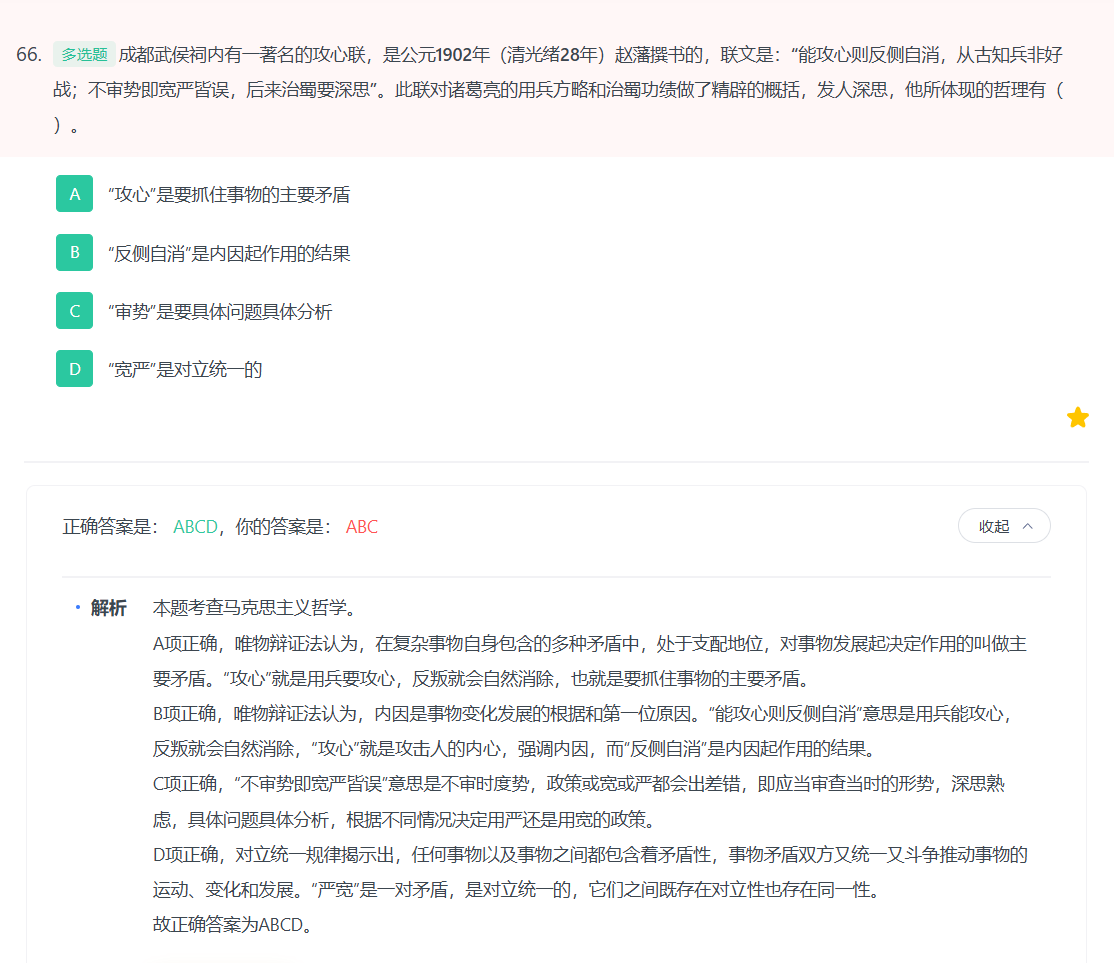 66. 多选题 成都武侯祠内有一著名的攻心联，是公元1902年（清光绪28年）赵藩撰书的，联文是：“能攻心则反侧自消，从古知兵非好
战；不审势即宽严皆误，后来治蜀要深思”。此联对诸葛亮的用兵方略和治蜀功绩做了精辟的概括，发人深思，他所体现的哲理有（
）。
A “攻心”是要抓住事物的主要矛盾
B “反侧自消”是内因起作用的结果
C “审势”是要具体问题具体分析
D “宽严”是对立统一的
正确答案是： ABCD，你的答案是： ABC
收起
解析 本题考查马克思主义哲学。
A项正确，唯物辩证法认为，在复杂事物自身包含的多种矛盾中，处于支配地位，对事物发展起决定作用的叫做主
要矛盾。“攻心”就是用兵要攻心，反叛就会自然消除，也就是要抓住事物的主要矛盾。
B项正确，唯物辩证法认为，内因是事物变化发展的根据和第一位原因。“能攻心则反侧自消”意思是用兵能攻心，
反叛就会自然消除，“攻心”就是攻击人的内心，强调内因，而“反侧自消”是内因起作用的结果。
C项正确，“不审势即宽严皆误”意思是不审时度势，政策或宽或严都会出差错，即应当审查当时的形势，深思熟
虑，具体问题具体分析，根据不同情况决定用严还是用宽的政策。
D项正确，对立统一规律揭示出，任何事物以及事物之间都包含着矛盾性，事物矛盾双方又统一又斗争推动事物的
运动、变化和发展。“严宽”是一对矛盾，是对立统一的，它们之间既存在对立性也存在同一性。
故正确答案为ABCD。